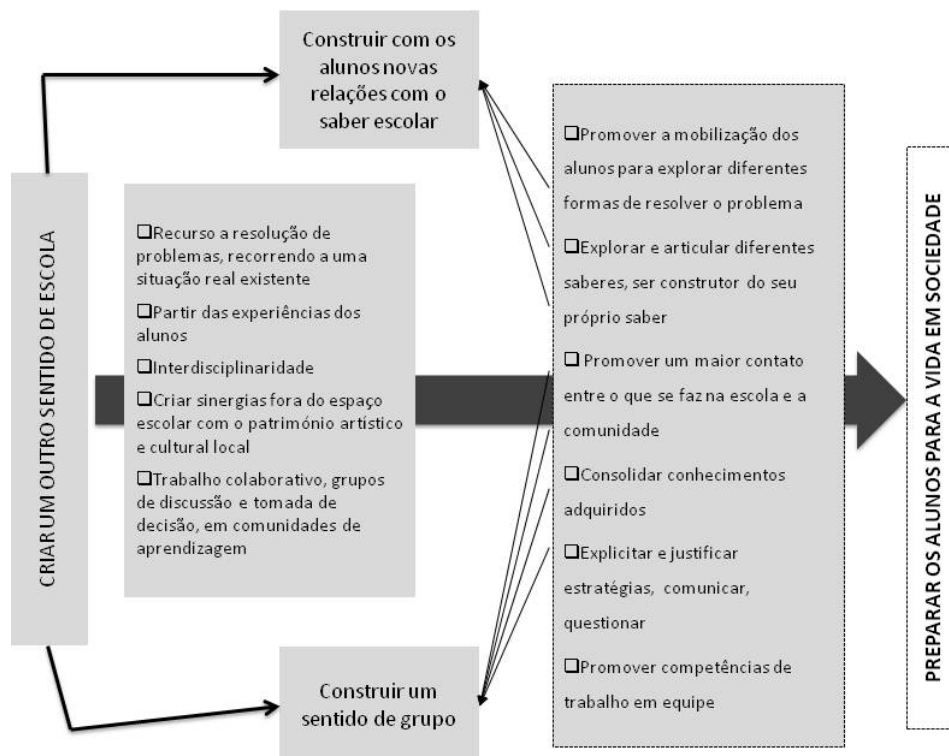 CRIAR UM OUTRO SENTIDO DE ESCOLA
Construir com os
alunos novas
relações com o
saber escolar
❑Recurso a resolução de
problemas, recorrendo a uma
situação real existente
❑Partir das experiências dos
alunos
❑Interdisciplinaridade
❑Criar sinergias fora do espaço
escolar com o património artístico
e cultural local
❑Trabalho colaborativo, grupos
de discussão e tomada de
decisão, em comunidades de
aprendizagem
Construir um
sentido de grupo
❑Promover a mobilização dos
alunos para explorar diferentes
formas de resolver o problema
❑Explorar e articular diferentes
saberes, ser construtor do seu
próprio saber
❑ Promover um maior contato
entre o que se faz na escola e a
comunidade
❑Consolidar conhecimentos
adquiridos
❑Explicitar e justificar
estratégias, comunicar,
questionar
❑Promover competências de
trabalho em equipe
PREPARAR OS ALUNOS PARA A VIDA EM SOCIEDADE